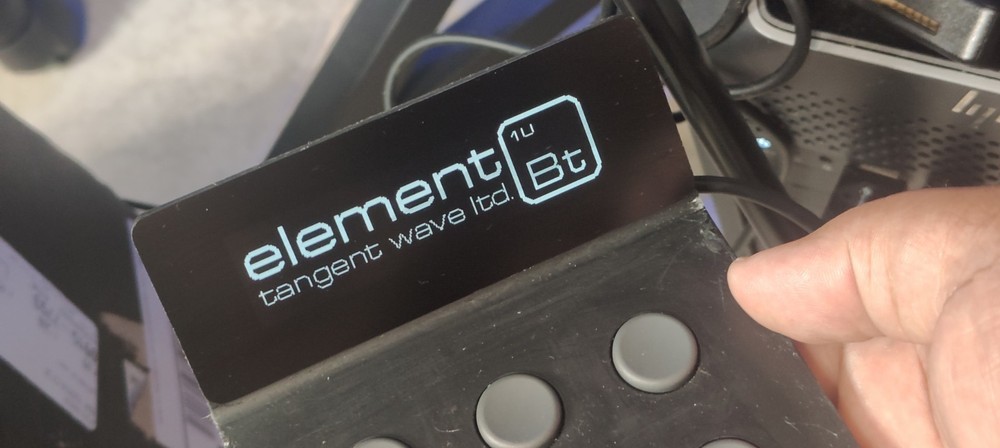 element
tangent wave ltd.
1U
Bt